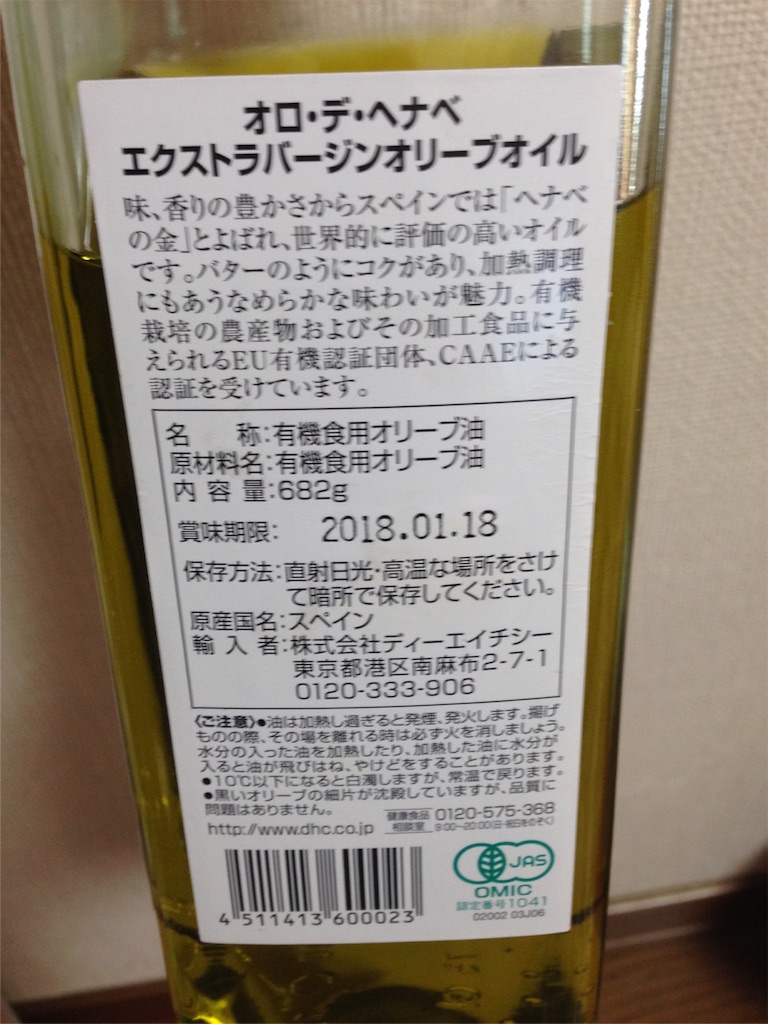 オロ・デ・ヘナベ
エクストラバージンオリーブオイル
味、香りの豊かさからスペインでは「ヘナベ
の金」とよばれ、世界的に評価の高いオイル
です。バターのようにコクがあり、加熱調理
にもあうなめらかな味わいが魅力。有機
栽培の農産物およびその加工食品に与
えられるEU有機認証団体、CAAEによる
認証を受けています。
名 称:有機食用オリーブ油
原材料名:有機食用オリーブ油
内容量:682g
賞味期限: 2018.01.18
保存方法:直射日光・高温な場所をさけ
て暗所で保存してください。
原産国名:スペイン
輸入者:株式会社ディーエイチシー
東京都港区南麻布2-7-1
0120-333-906
〈ご注意〉●油は加熱し過ぎると発煙、発火します。揚げ
ものの際、その場を離れる時は必ず火を消しましょう。
水分の入った油を加熱したり、加熱した油に水分が
入ると油が飛びはね、やけどをすることがあります。
●10℃以下になると白濁しますが、常温で戻ります。
●黒いオリーブの細片が沈殿していますが、品質に
問題はありません。
健康食品相談室 0120-575-368
9:00~20:00(日・祝日をのぞく)
http://www.dhc.co.jp
4 511413 600023
JAS
OMIC
認定番号1041
02002 03J06